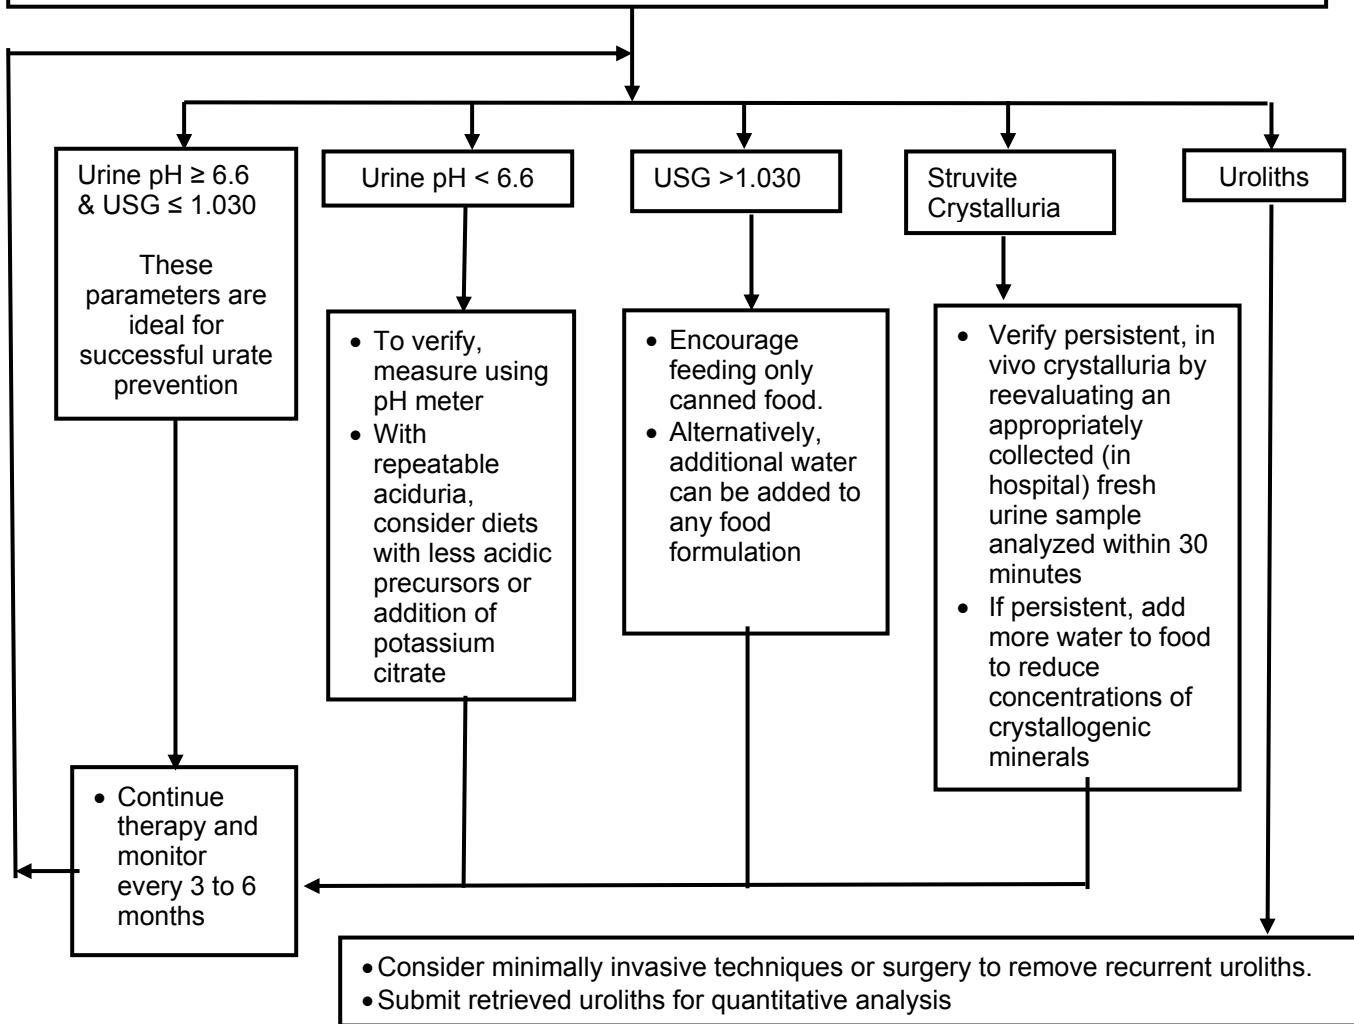 Urine pH ≥ 6.6
& USG ≤ 1.030
These
parameters are
ideal for
successful urate
prevention
Urine pH < 6.6
USG >1.030
Struvite
Crystalluria
Uroliths
• To verify,
measure using
pH meter
• With
repeatable
aciduria,
consider diets
with less acidic
precursors or
addition of
potassium
citrate
• Encourage
feeding only
canned food.
• Alternatively,
additional water
can be added to
any food
formulation
• Verify persistent, in
vivo crystalluria by
reevaluating an
appropriately
collected (in
hospital) fresh
urine sample
analyzed within 30
minutes
• If persistent, add
more water to food
to reduce
concentrations of
crystallogenic
minerals
• Continue
therapy and
monitor
every 3 to 6
months
• Consider minimally invasive techniques or surgery to remove recurrent uroliths.
• Submit retrieved uroliths for quantitative analysis